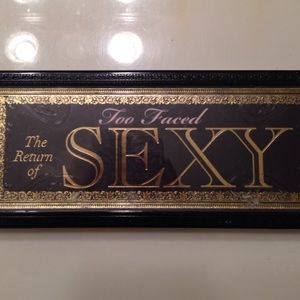 Too Faced
The
Return
of
SEXY